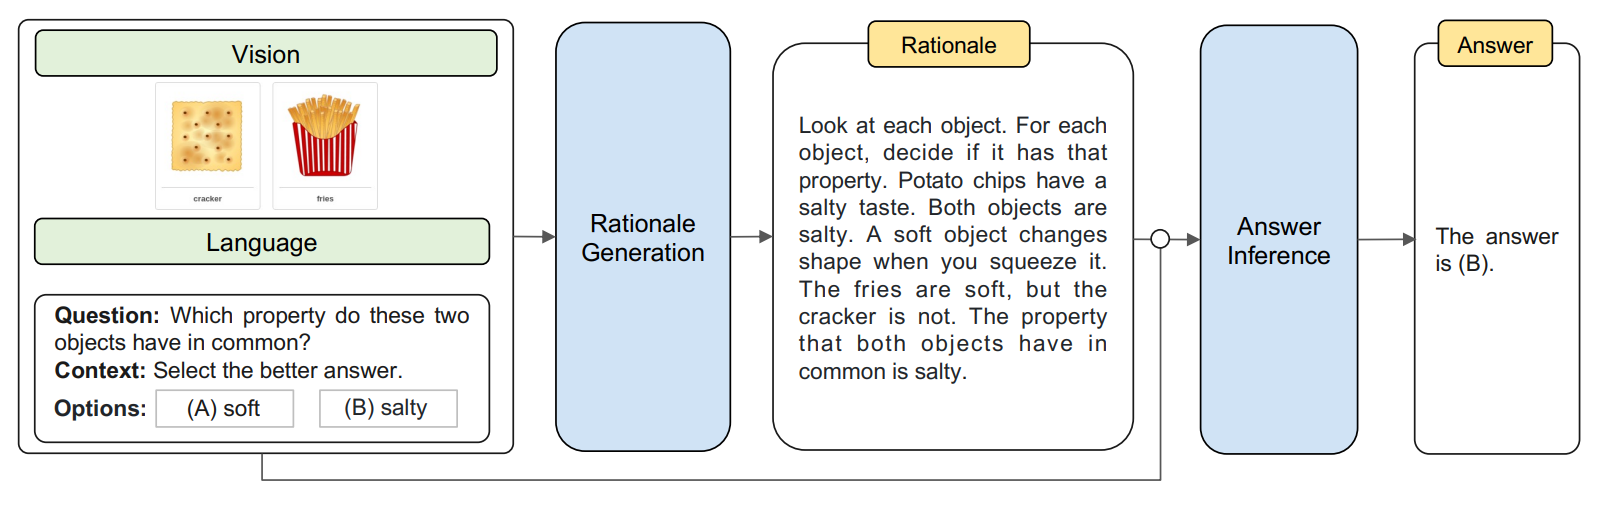 Vision
cracker
fries
Language
Question: Which property do these two
objects have in common?
Context: Select the better answer.
Options: (A) soft (B) salty
Rationale
Generation
Rationale
Look at each object. For each
object, decide if it has that
property. Potato chips have a
salty taste. Both objects are
salty. A soft object changes
shape when you squeeze it.
The fries are soft, but the
cracker is not. The property
that both objects have in
common is salty.
Answer
Inference
Answer
The answer
is (B).